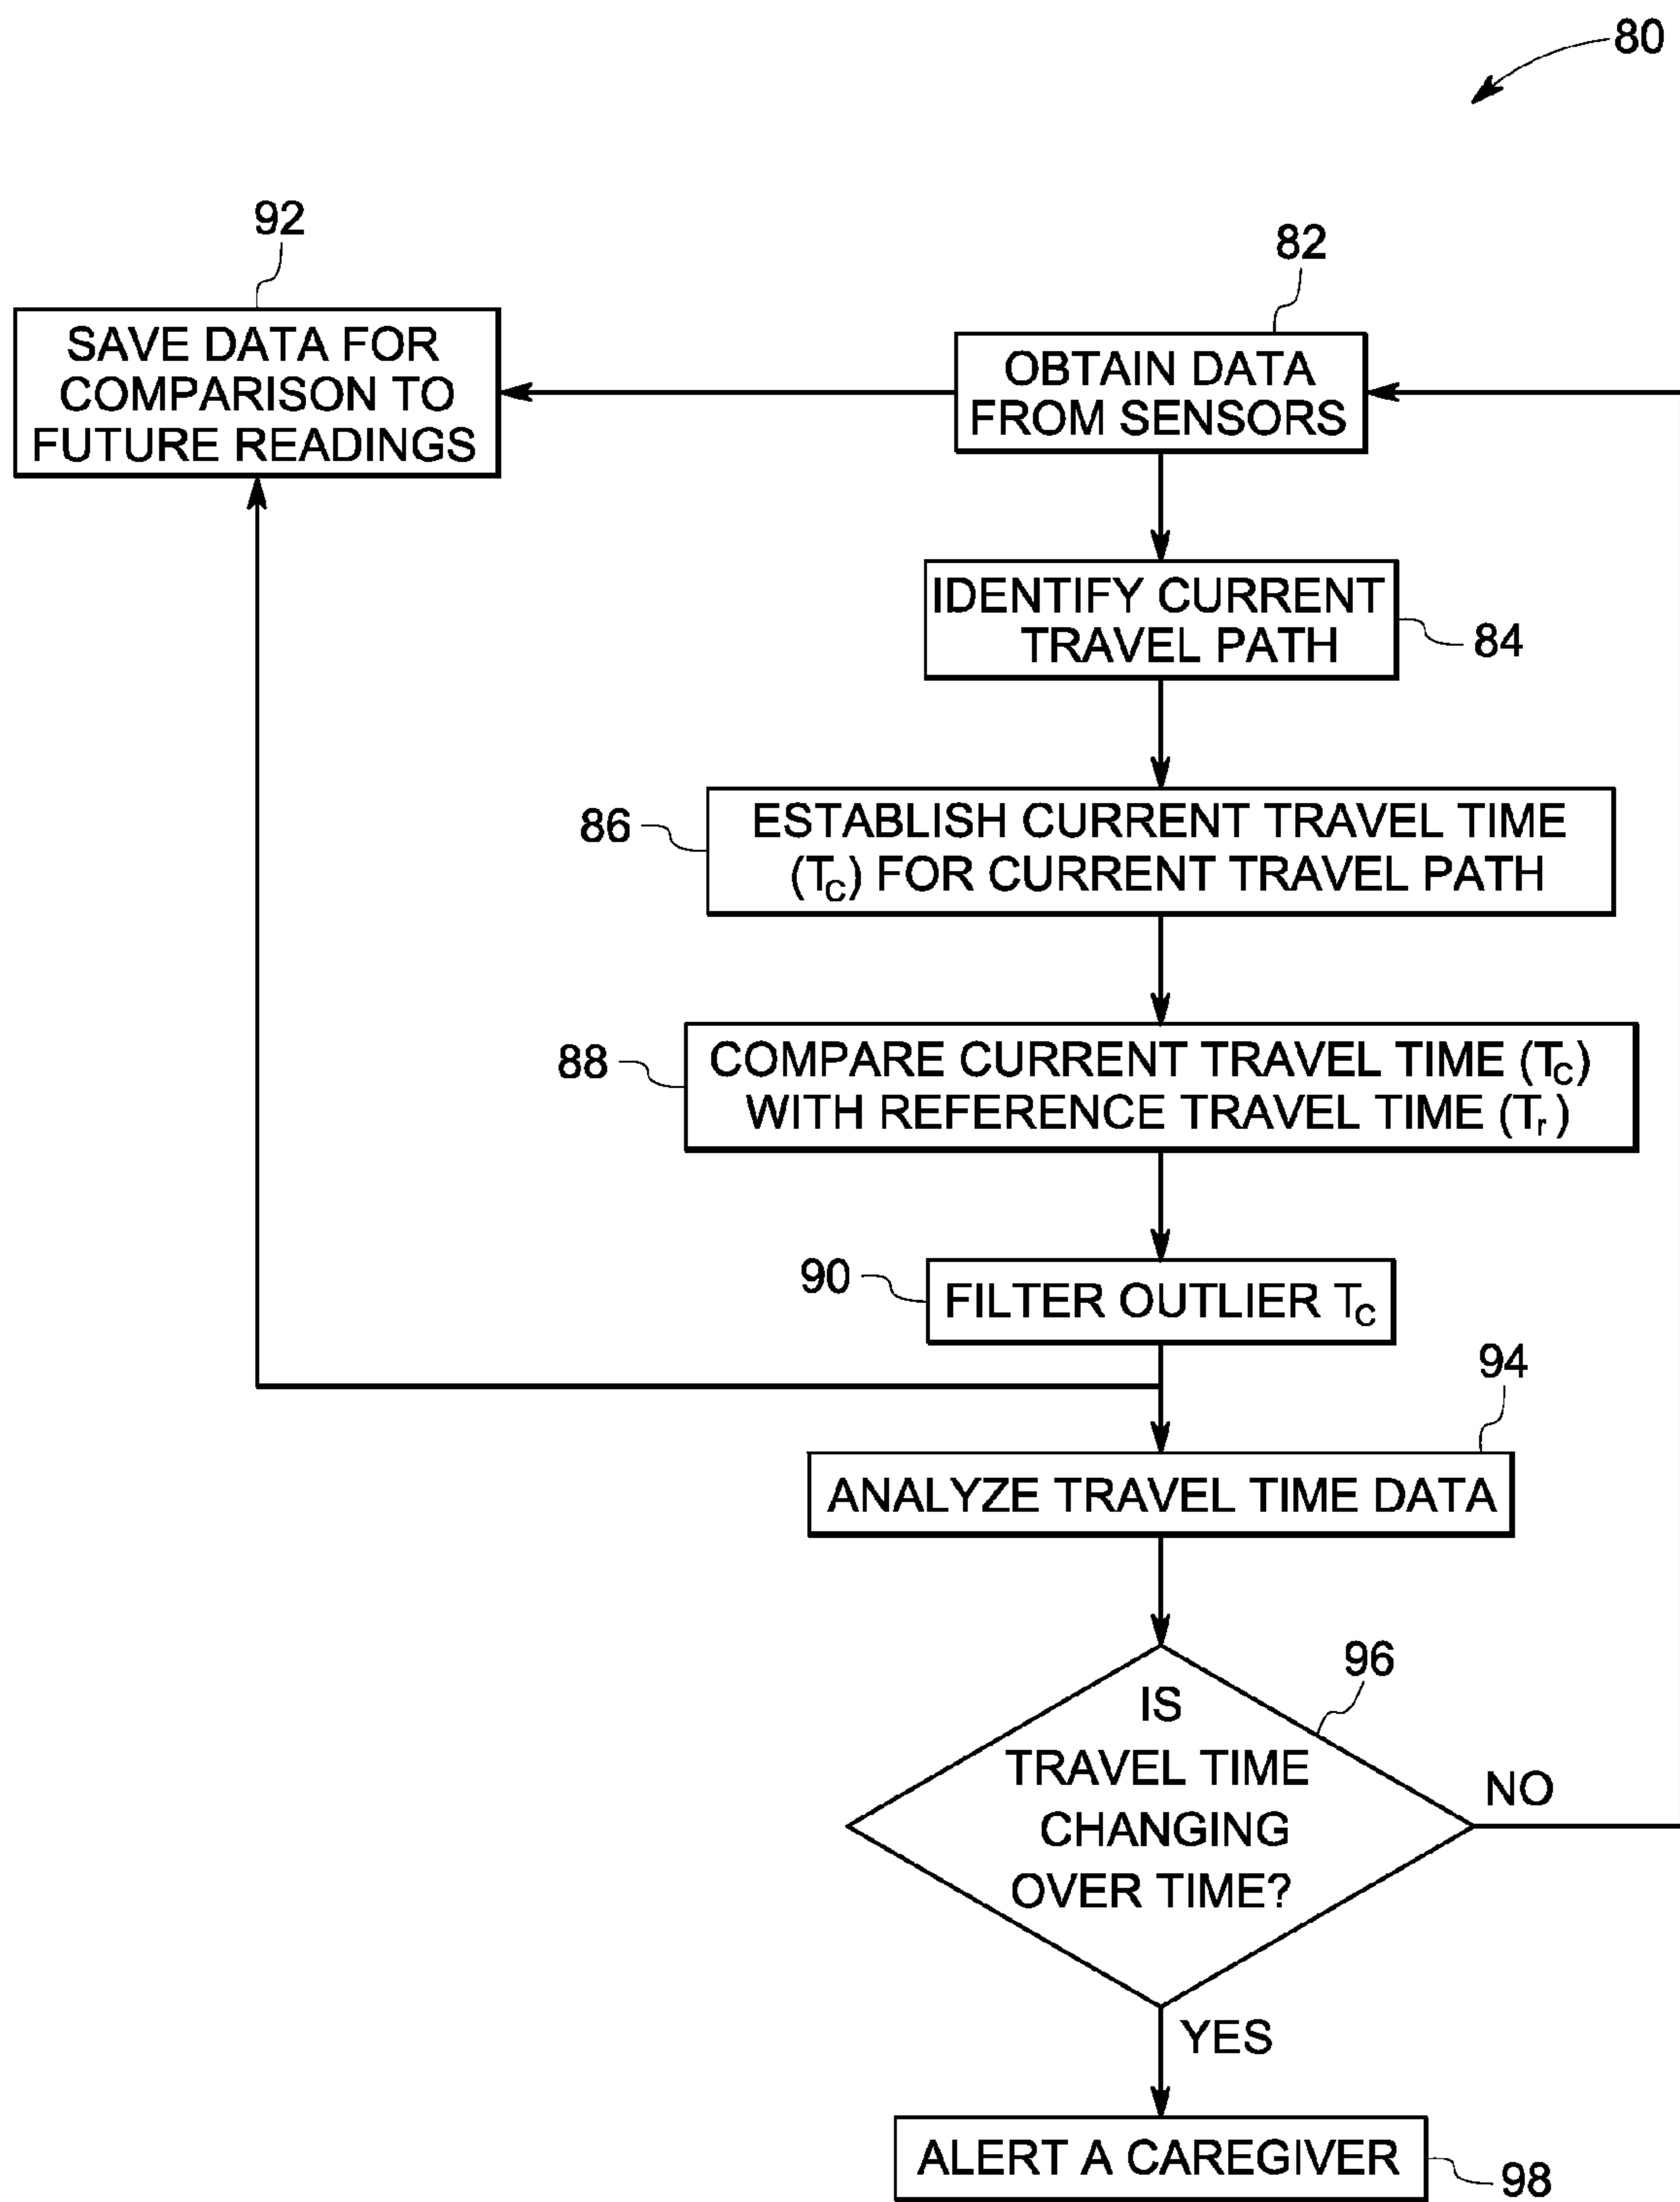 80
92
SAVE DATA FOR
COMPARISON TO
FUTURE READINGS
82
OBTAIN DATA
FROM SENSORS
IDENTIFY CURRENT
TRAVEL PATH
84
86
ESTABLISH CURRENT TRAVEL TIME
(TC) FOR CURRENT TRAVEL PATH
88
COMPARE CURRENT TRAVEL TIME (TC)
WITH REFERENCE TRAVEL TIME (Tr)
90
FILTER OUTLIER TC
94
ANALYZE TRAVEL TIME DATA
96
IS
TRAVEL TIME
CHANGING
OVER TIME?
NO
YES
ALERT A CAREGIVER
98